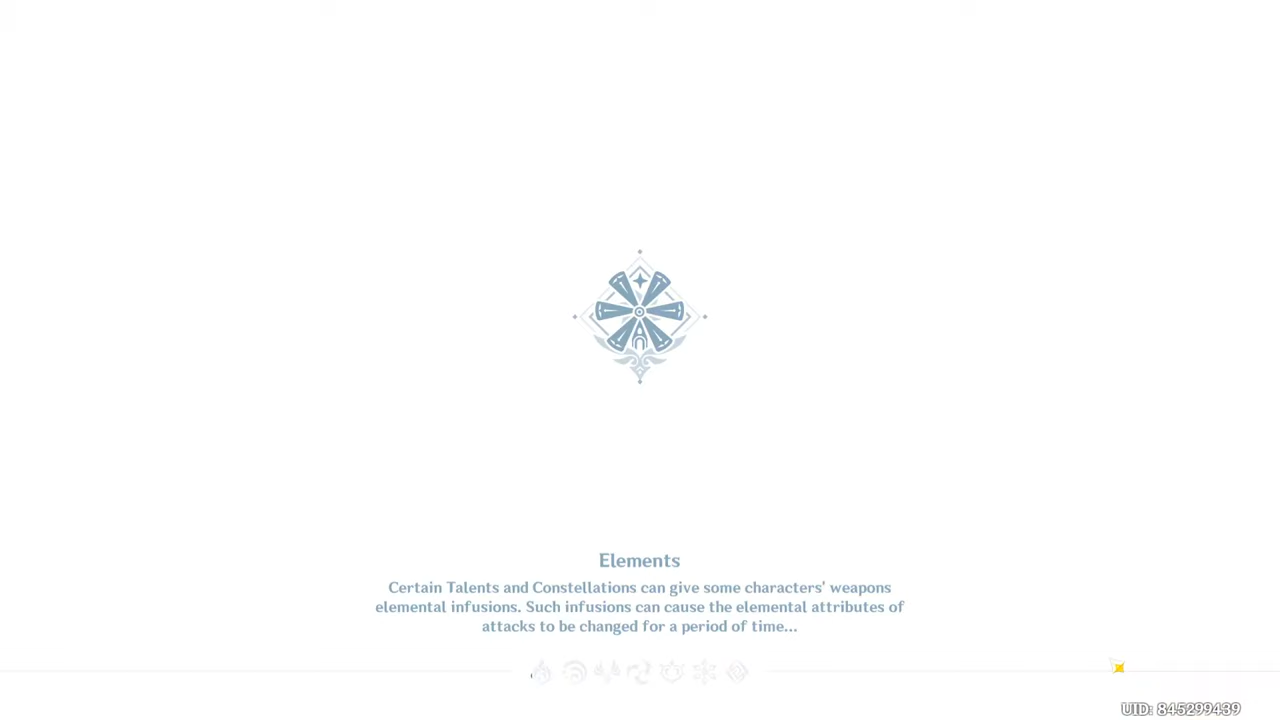 Elements
Certain Talents and Constellations can give some characters' weapons
elemental infusions. Such infusions can cause the elemental attributes of
attacks to be changed for a period of time...
UID: 845299439